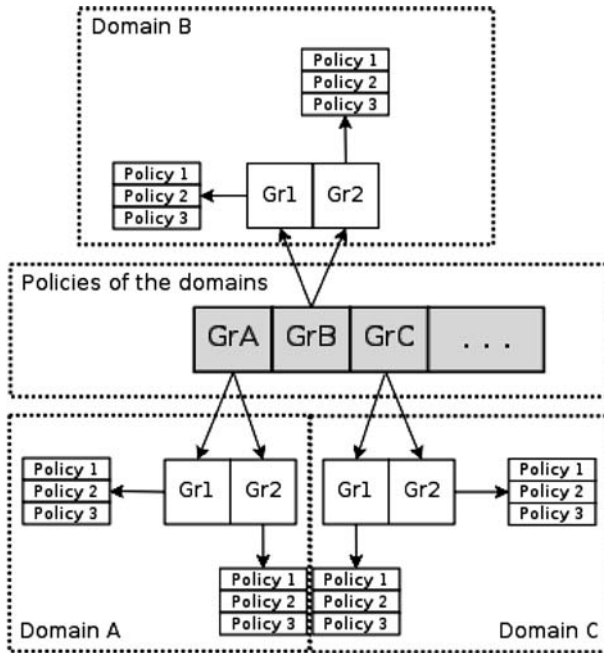 Domain B
Policy 1
Policy 2
Policy 3
Policy 1
Policy 2
Policy 3
Gr1 Gr2
Policies of the domains
GrA GrB GrC . . .
Policy 1
Policy 2
Policy 3
Gr1 Gr2
Gr1 Gr2
Policy 1
Policy 2
Policy 3
Policy 1
Policy 2
Policy 3
Policy 1
Policy 2
Policy 3
Domain A
Domain C